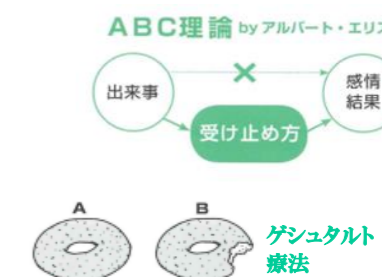 ABC理論 by アルバート・エリス
出来事
感情
結果
受け止め方
A B
ゲシュタルト
療法